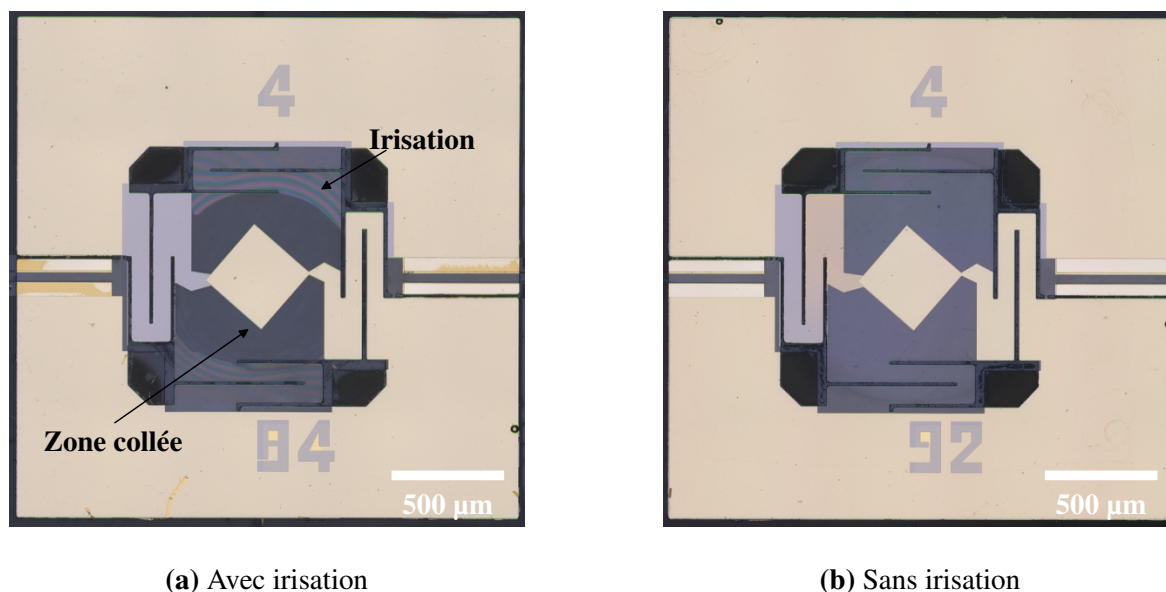 4
Irisation
Zone collée
84
500 µm
4
92
500 µm
(a) Avec irisation
(b) Sans irisation